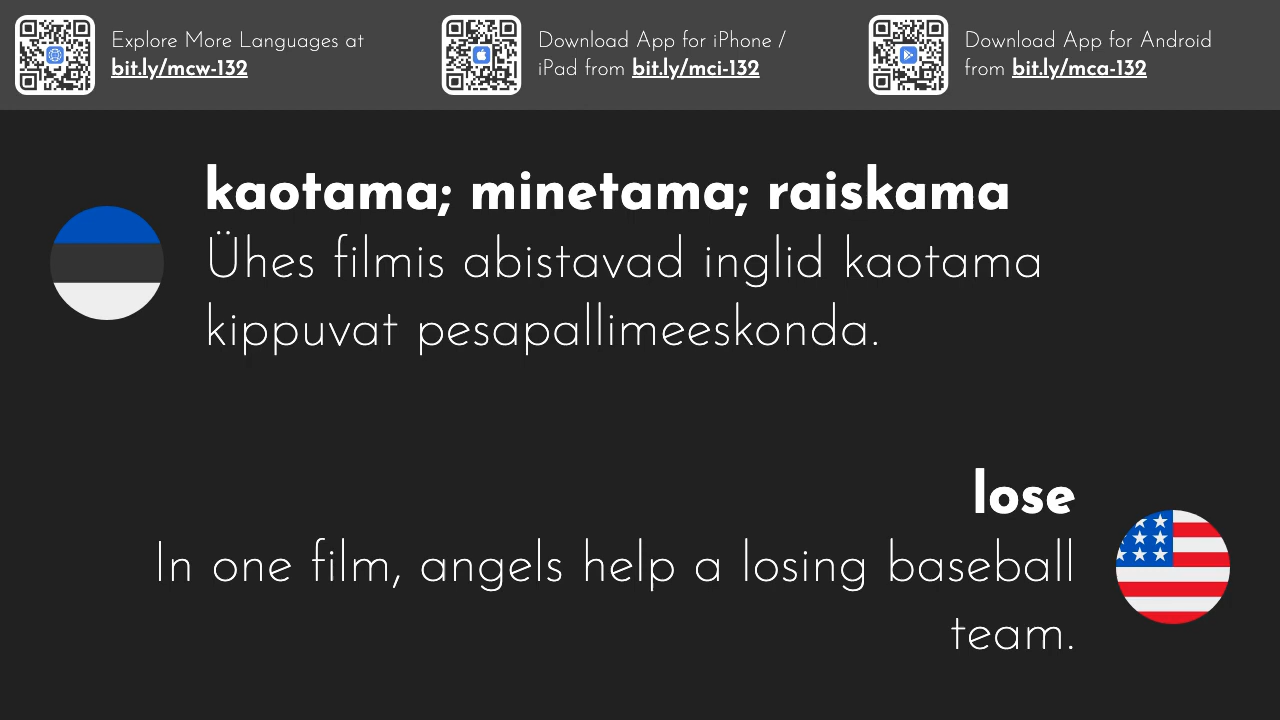 Explore More Languages at
bit.ly/mcw-132
Download App for iPhone /
iPad from bit.ly/mci-132
Download App for Android
from bit.ly/mca-132
kaotama; minetama; raiskama
Ühes filmis abistavad inglid kaotama
kippuvat pesapallimeeskonda.
lose
In one film, angels help a losing baseball
team.